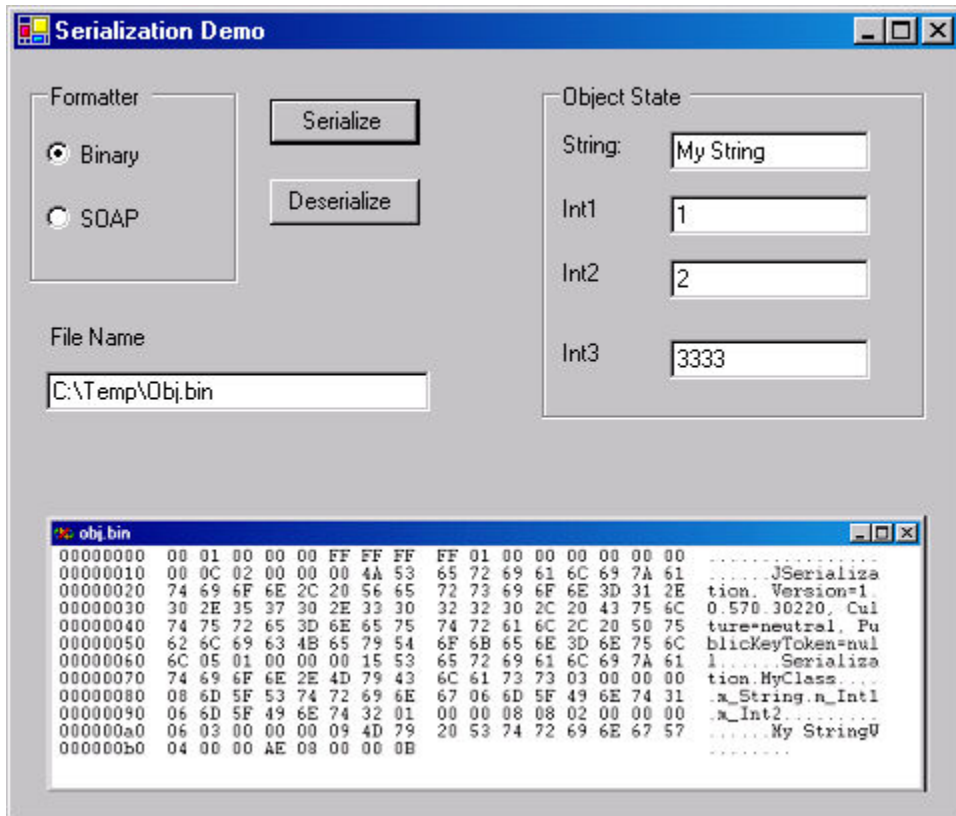 Serialization Demo
Formatter
Binary
SOAP
Serialize
Deserialize
File Name
C:\Temp\Obj.bin
Object State
String: My String
Int1 1
Int2 2
Int3 3333
obj.bin
00000000 00 01 00 00 00 FF FF FF FF 01 00 00 00 00 00 00 ................
00000010 00 0C 02 00 00 00 4A 53 65 72 69 61 6C 69 7A 61 ......JSerializa
00000020 74 69 6F 6E 2C 20 56 65 72 73 69 6F 6E 3D 31 2E tion, Version=1.
00000030 30 2E 35 37 30 2E 33 30 32 32 30 2C 20 43 75 6C 0.570.30220, Cul
00000040 74 75 72 65 3D 6E 65 75 74 72 61 6C 2C 20 50 75 ture=neutral, Pu
00000050 62 6C 69 63 4B 65 79 54 6F 6B 65 6E 3D 6E 75 6C blicKeyToken=nul
00000060 6C 05 01 00 00 00 15 53 65 72 69 61 6C 69 7A 61 l......Serializa
00000070 74 69 6F 6E 2E 4D 79 43 6C 61 73 73 03 00 00 00 tion.MyClass....
00000080 08 6D 5F 53 74 72 69 6E 67 06 6D 5F 49 6E 74 31 .m_String.m_Int1
00000090 06 6D 5F 49 6E 74 32 01 00 00 08 08 02 00 00 00 .m_Int2.........
000000a0 06 03 00 00 00 09 4D 79 20 53 74 72 69 6E 67 57 ......My StringW
000000b0 04 00 00 AE 08 00 00 0B ........